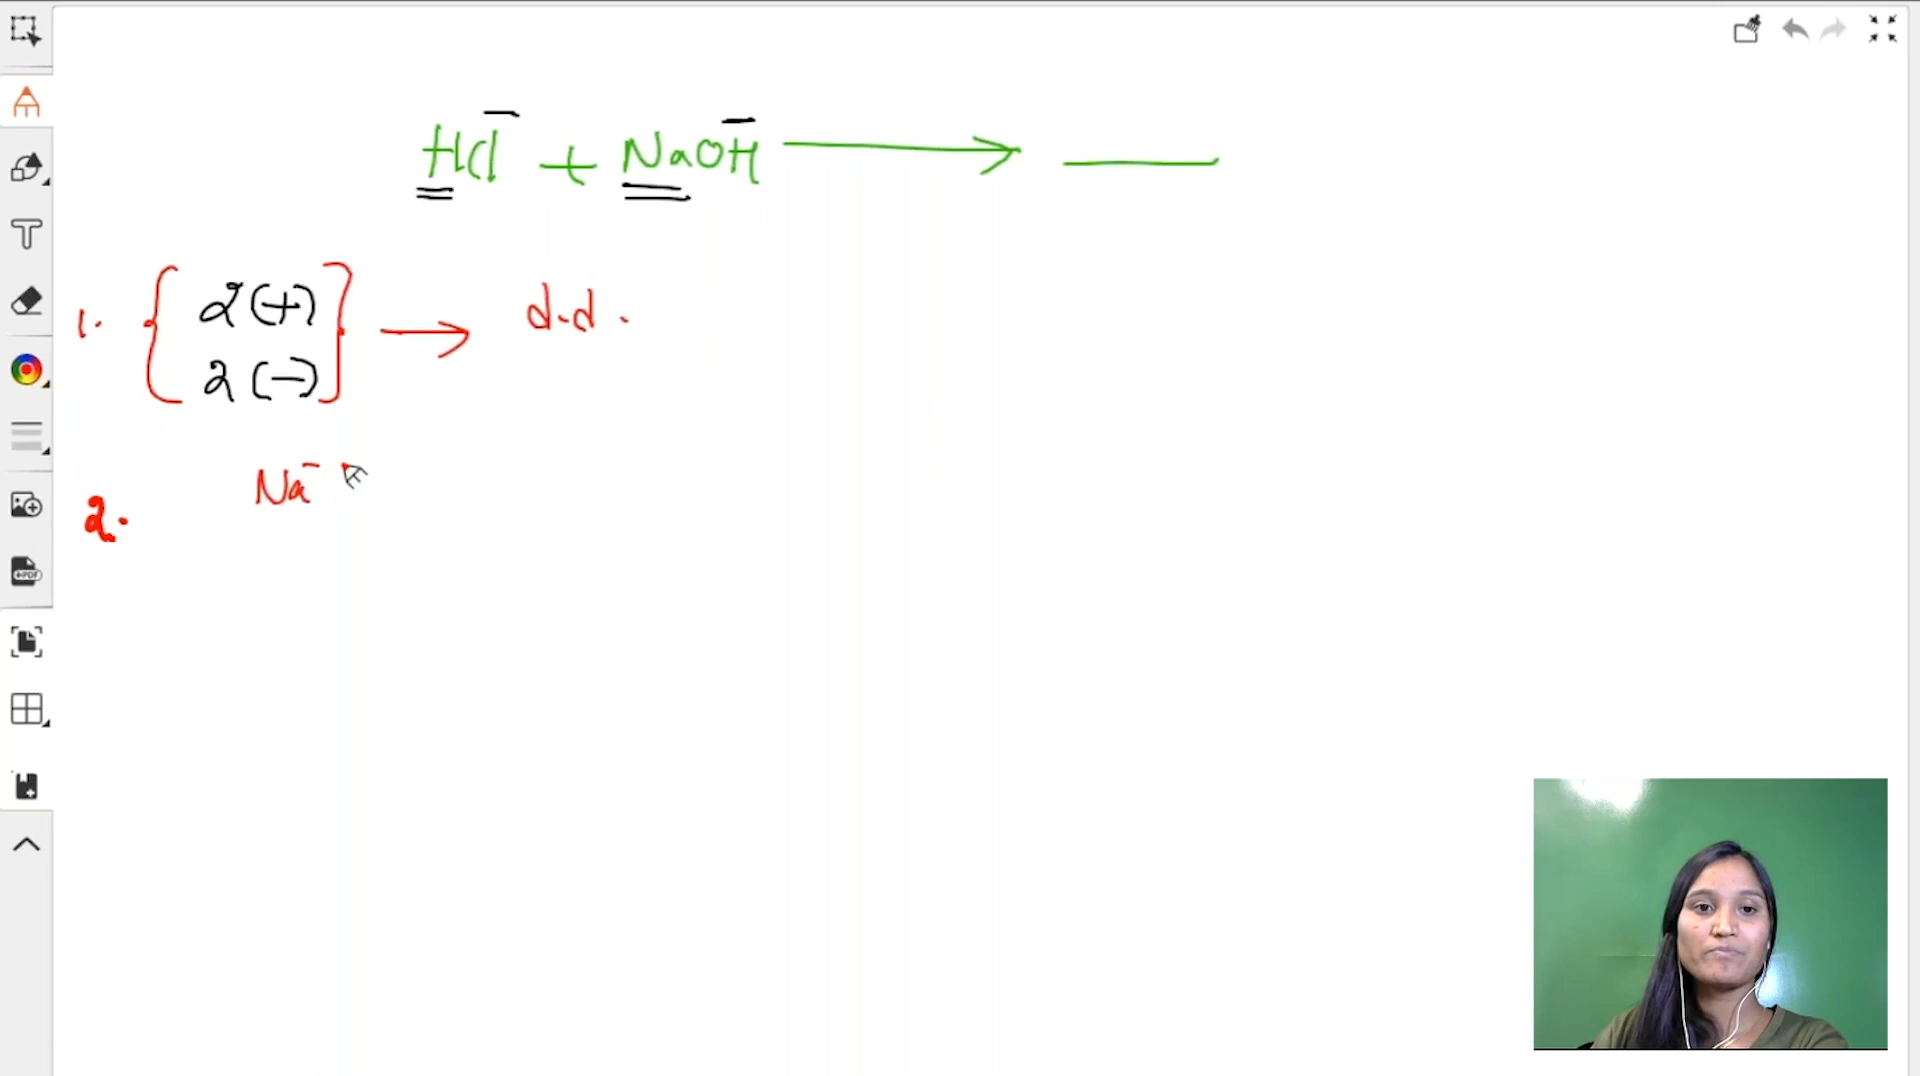 HCl + NaOH → ____
1. { 2 (+) } → d.d.
2 (–)
2. Na⁻